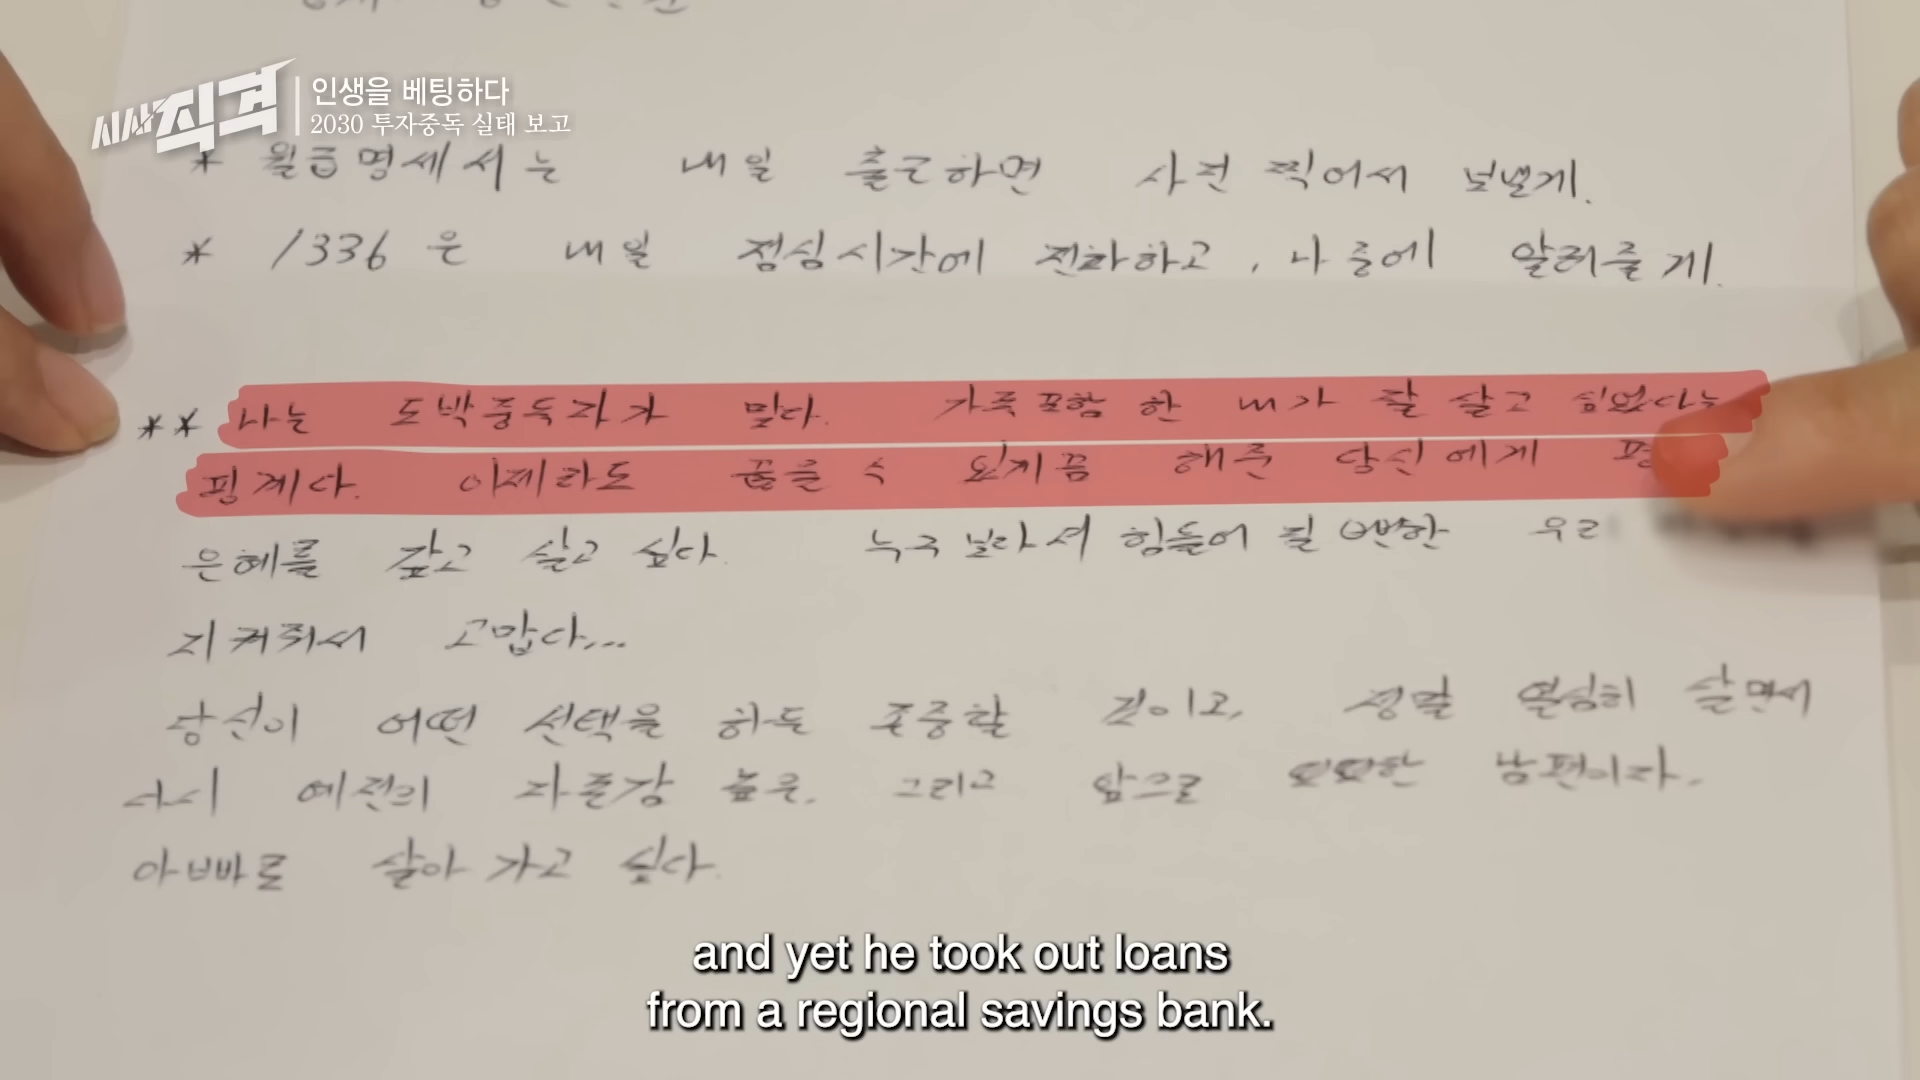 시사직격
인생을 베팅하다
2030 투자중독 실태 보고
* 월급명세서는 내일 출근하면 사진 찍어서 보낼게.
* 1336은 내일 점심시간에 전화하고, 나중에 알려줄게.
** 나는 도박중독자가 맞다. 가족포함 한 내가 잘 살고 싶었다는
핑계다. 이제라도 꿈을 수 있게끔 해준 당신에게 평
은혜를 갚고 살고 싶다. 누구보라서 힘들어 질 뻔한 우리
지켜줘서 고맙다...
당신이 어떤 선택을 하든 존중할 것이고, 정말 열심히 살면서
다시 예전의 자존감 높은. 그리고 앞으로 떳떳한 남편이자,
아빠로 살아 가고 싶다.
and yet he took out loans
from a regional savings bank.